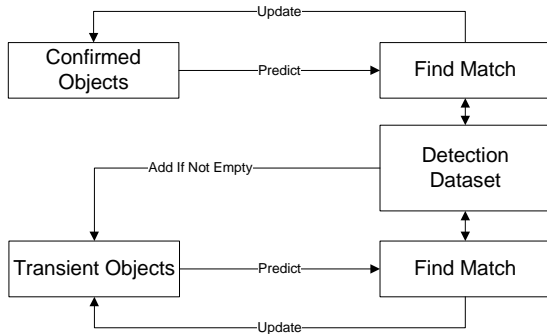 Update
Confirmed
Objects
Predict
Find Match
Detection
Dataset
Add If Not Empty
Transient Objects
Predict
Find Match
Update